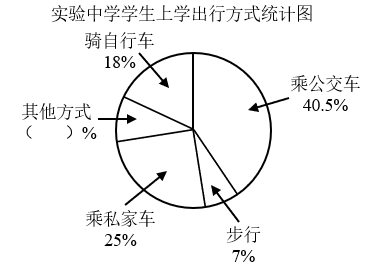 实验中学学生上学出行方式统计图
骑自行车
18%
乘公交车
40.5%
其他方式
（ ）%
乘私家车
25%
步行
7%